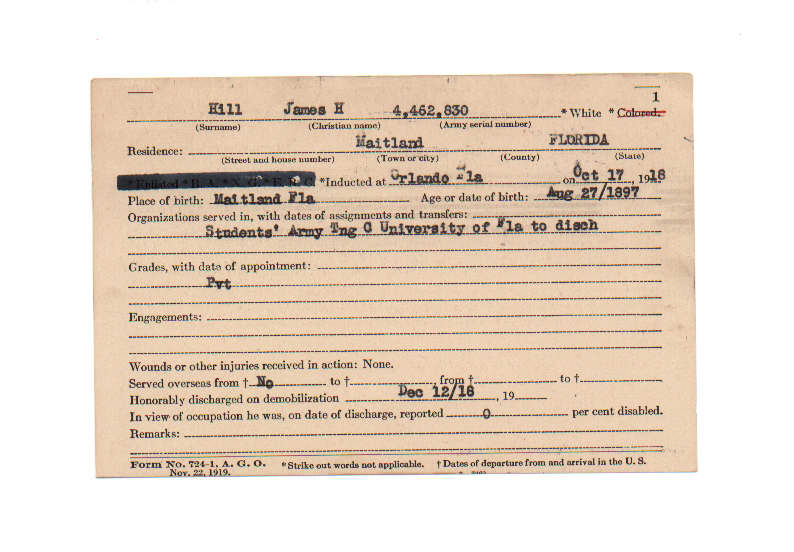 1
Hill James H 4,462,830 * White * Colored.
(Surname) (Christian name) (Army serial number)
Maitland FLORIDA
Residence:
(Street and house number) (Town or city) (County) (State)
* Enlisted * R. A. * N. G. * E. R. C. *Inducted at Orlando Fla on Oct 17, 1918
Place of birth: Maitland Fla Age or date of birth: Aug 27/1897
Organizations served in, with dates of assignments and transfers:
Students' Army Tng C University of Fla to disch
Grades, with date of appointment:
Pvt
Engagements:
Wounds or other injuries received in action: None.
Served overseas from † No to †, from † to †
Honorably discharged on demobilization Dec 12/18, 19
In view of occupation he was, on date of discharge, reported 0 per cent disabled.
Remarks:
Form No. 724-1, A. G. O. *Strike out words not applicable. † Dates of departure from and arrival in the U. S.
Nov. 22, 1919.